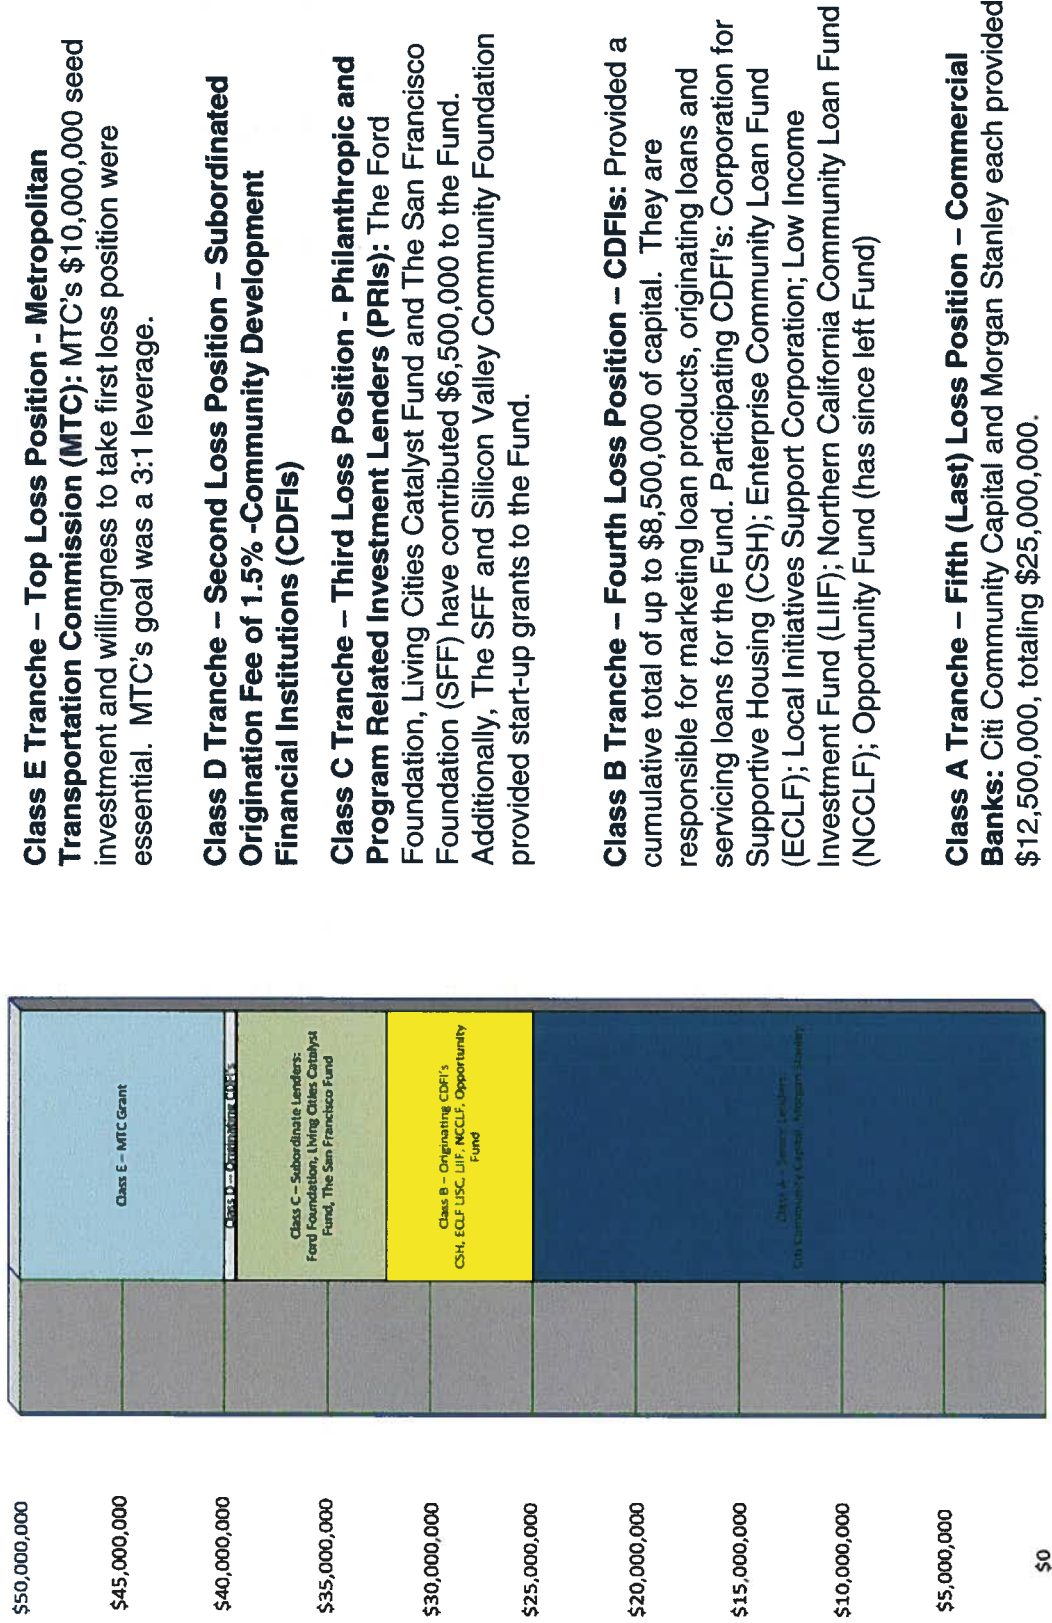 $50,000,000
$45,000,000
$40,000,000
$35,000,000
$30,000,000
$25,000,000
$20,000,000
$15,000,000
$10,000,000
$5,000,000
$0
Class E – MTC Grant
Class D – Originating CDFI's
Class C – Subordinate Lenders:
Ford Foundation, Living Cities Catalyst
Fund, The San Francisco Fund
Class B – Originating CDFI's
CSH, ECLF LISC, LIIF, NCCLF, Opportunity
Fund
Class A – Senior Lenders:
Citi Community Capital, Morgan Stanley
Class E Tranche – Top Loss Position - Metropolitan
Transportation Commission (MTC): MTC's $10,000,000 seed
investment and willingness to take first loss position were
essential. MTC's goal was a 3:1 leverage.
Class D Tranche – Second Loss Position – Subordinated
Origination Fee of 1.5% -Community Development
Financial Institutions (CDFIs)
Class C Tranche – Third Loss Position - Philanthropic and
Program Related Investment Lenders (PRIs): The Ford
Foundation, Living Cities Catalyst Fund and The San Francisco
Foundation (SFF) have contributed $6,500,000 to the Fund.
Additionally, The SFF and Silicon Valley Community Foundation
provided start-up grants to the Fund.
Class B Tranche – Fourth Loss Position – CDFIs: Provided a
cumulative total of up to $8,500,000 of capital. They are
responsible for marketing loan products, originating loans and
servicing loans for the Fund. Participating CDFI's: Corporation for
Supportive Housing (CSH); Enterprise Community Loan Fund
(ECLF); Local Initiatives Support Corporation; Low Income
Investment Fund (LIIF); Northern California Community Loan Fund
(NCCLF); Opportunity Fund (has since left Fund)
Class A Tranche – Fifth (Last) Loss Position – Commercial
Banks: Citi Community Capital and Morgan Stanley each provided
$12,500,000, totaling $25,000,000.